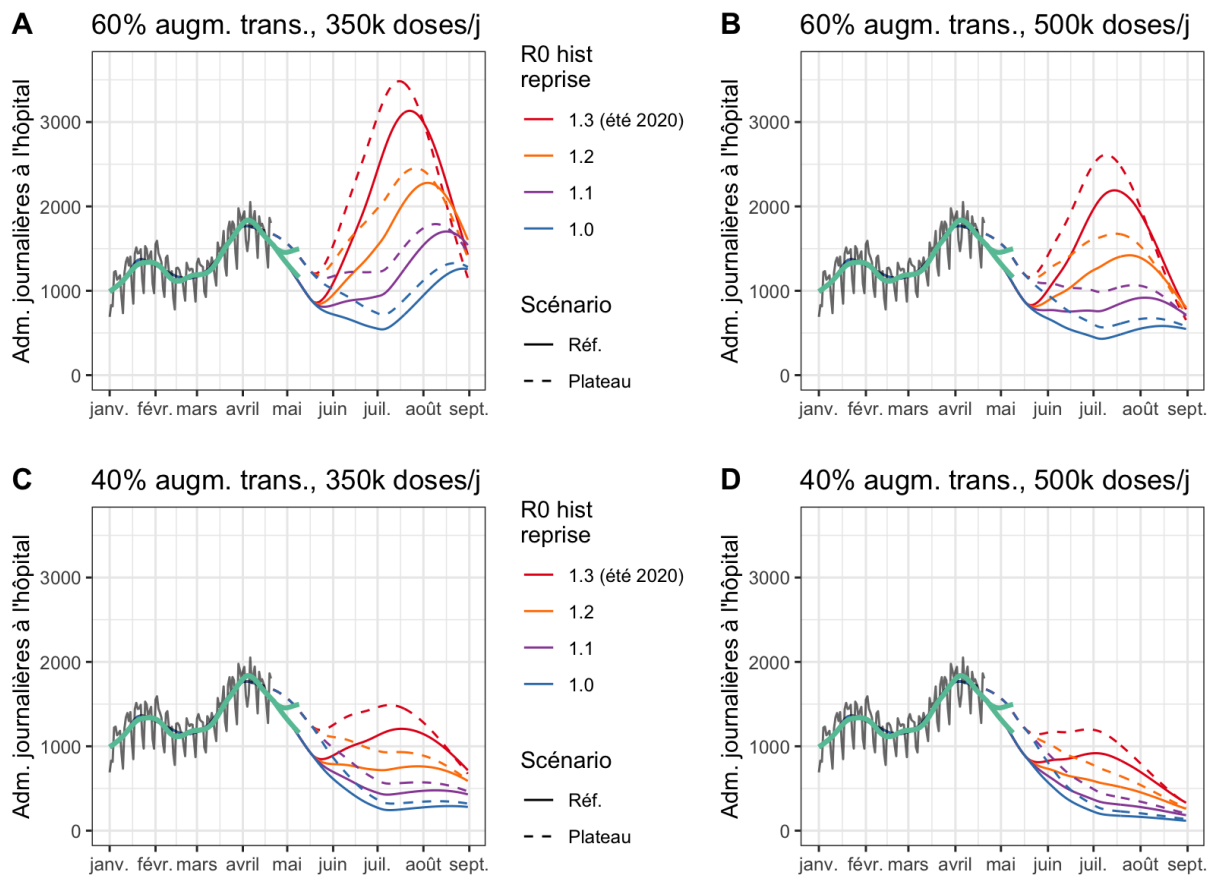 A
60% augm. trans., 350k doses/j
Adm. journalières à l'hôpital
3000
2000
1000
0
janv.
févr.
mars
avril
mai
juin
juil.
août
sept.
R0 hist
reprise
1.3 (été 2020)
1.2
1.1
1.0
Scénario
Réf.
Plateau
B
60% augm. trans., 500k doses/j
Adm. journalières à l'hôpital
3000
2000
1000
0
janv.
févr.
mars
avril
mai
juin
juil.
août
sept.
C
40% augm. trans., 350k doses/j
Adm. journalières à l'hôpital
3000
2000
1000
0
janv.
févr.
mars
avril
mai
juin
juil.
août
sept.
R0 hist
reprise
1.3 (été 2020)
1.2
1.1
1.0
Scénario
Réf.
Plateau
D
40% augm. trans., 500k doses/j
Adm. journalières à l'hôpital
3000
2000
1000
0
janv.
févr.
mars
avril
mai
juin
juil.
août
sept.